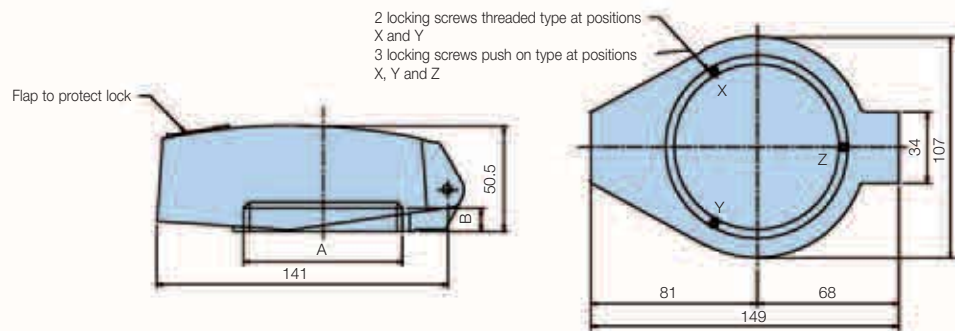 2 locking screws threaded type at positions
X and Y
3 locking screws push on type at positions
X, Y and Z
Flap to protect lock
X
Z
Y
34
107
50.5
B
A
141
81
68
149